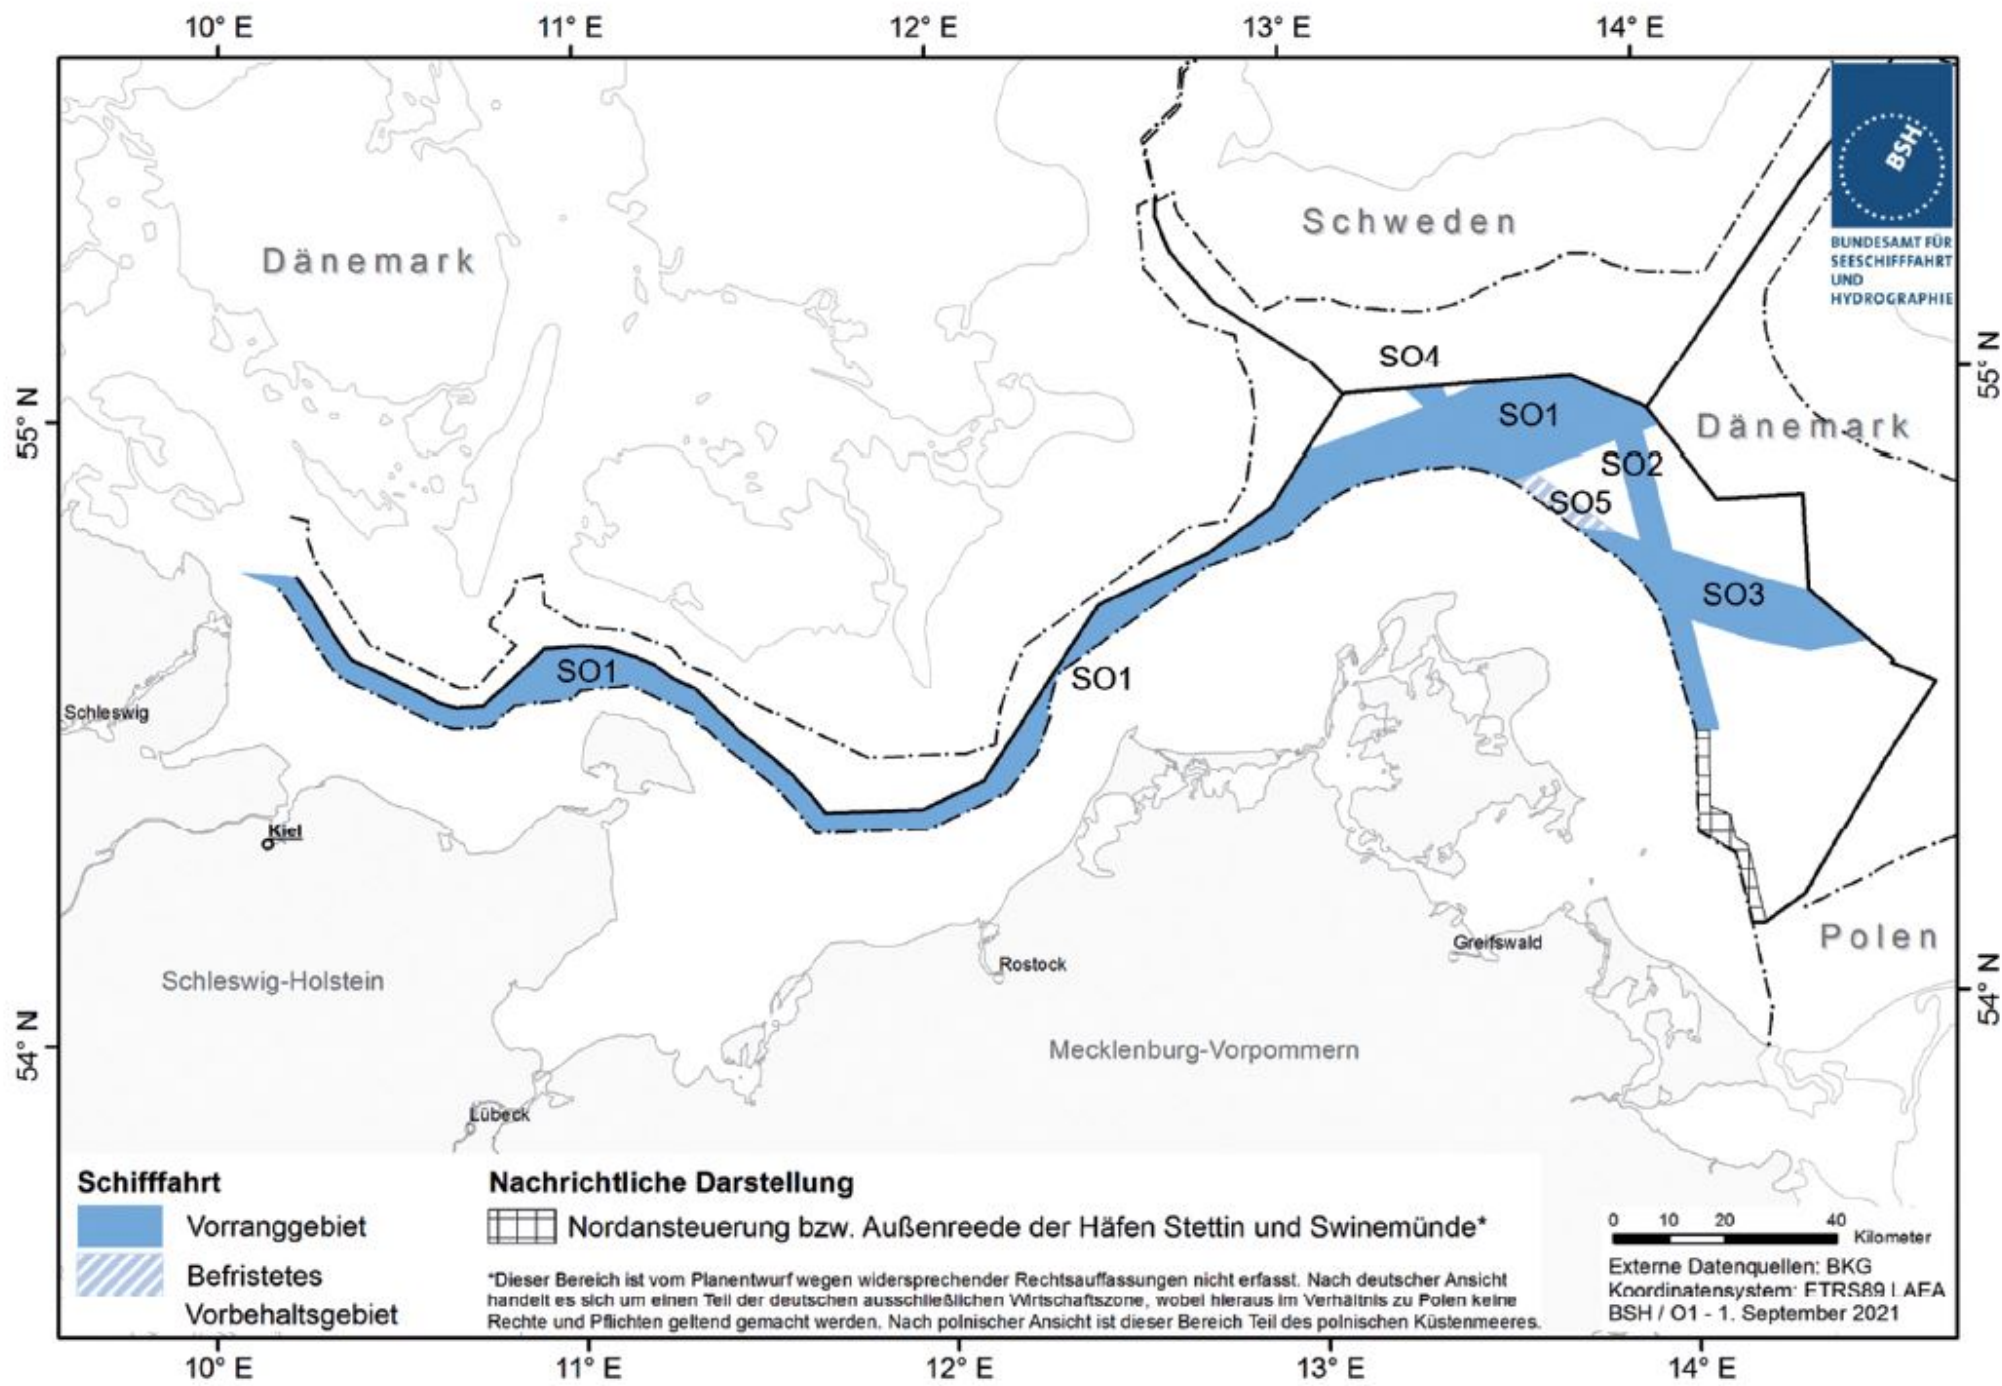 10° E 11° E 12° E 13° E 14° E
BSH
BUNDESAMT FÜR
SEESCHIFFFAHRT
UND
HYDROGRAPHIE
Schweden
Dänemark
SO4
55° N
55° N
SO1
Dänemark
SO2
SO5
SO3
SO1
SO1
Schleswig
Kiel
Polen
Greifswald
Rostock
Schleswig-Holstein
54° N
54° N
Mecklenburg-Vorpommern
Lübeck
Schifffahrt
Vorranggebiet
Befristetes
Vorbehaltsgebiet
Nachrichtliche Darstellung
Nordansteuerung bzw. Außenreede der Häfen Stettin und Swinemünde*
*Dieser Bereich ist vom Planentwurf wegen widersprechender Rechtsauffassungen nicht erfasst. Nach deutscher Ansicht
handelt es sich um einen Teil der deutschen ausschließlichen Wirtschaftszone, wobei hieraus im Verhältnis zu Polen keine
Rechte und Pflichten geltend gemacht werden. Nach polnischer Ansicht ist dieser Bereich Teil des polnischen Küstenmeeres.
0 10 20 40
Kilometer
Externe Datenquellen: BKG
Koordinatensystem: ETRS89 LAEA
BSH / O1 - 1. September 2021
10° E 11° E 12° E 13° E 14° E